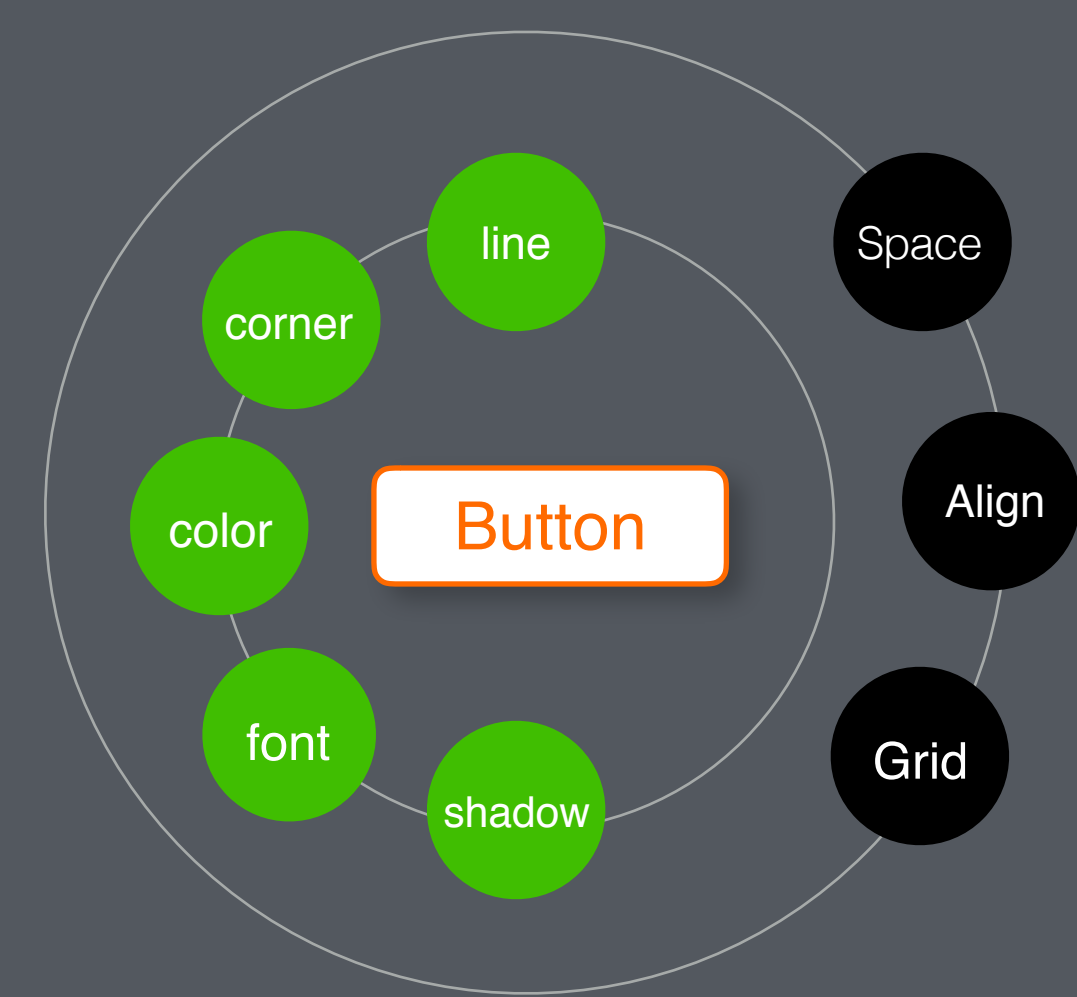 line
Space
corner
Align
color
Button
font
Grid
shadow